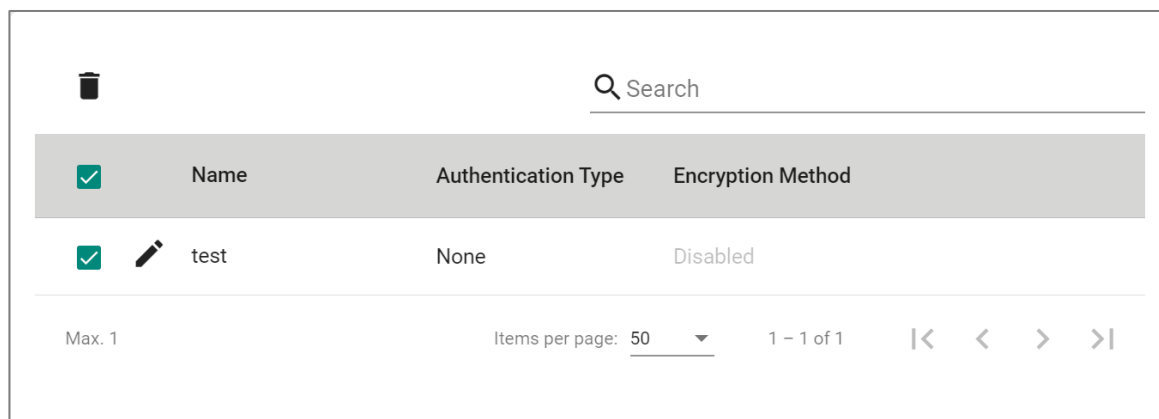 Search
Name Authentication Type Encryption Method
test None Disabled
Max. 1 Items per page: 50 1 – 1 of 1